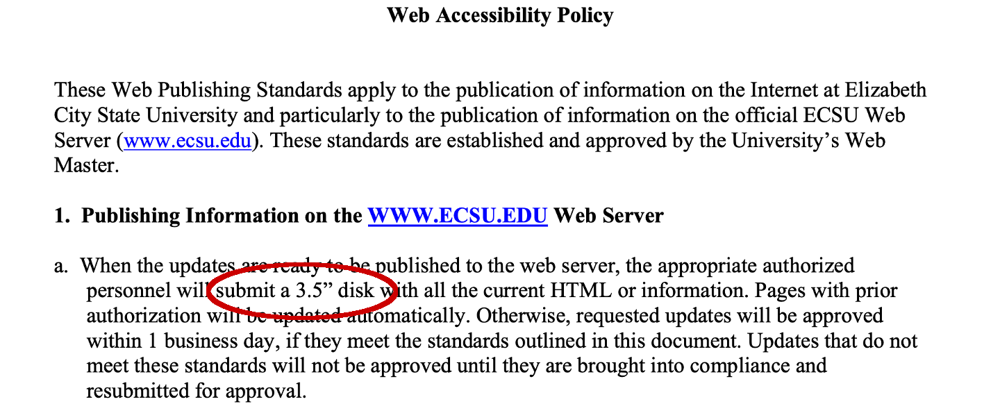 Web Accessibility Policy
These Web Publishing Standards apply to the publication of information on the Internet at Elizabeth
City State University and particularly to the publication of information on the official ECSU Web
Server (www.ecsu.edu). These standards are established and approved by the University’s Web
Master.
1. Publishing Information on the WWW.ECSU.EDU Web Server
a. When the updates are ready to be published to the web server, the appropriate authorized
personnel will submit a 3.5” disk with all the current HTML or information. Pages with prior
authorization will be updated automatically. Otherwise, requested updates will be approved
within 1 business day, if they meet the standards outlined in this document. Updates that do not
meet these standards will not be approved until they are brought into compliance and
resubmitted for approval.